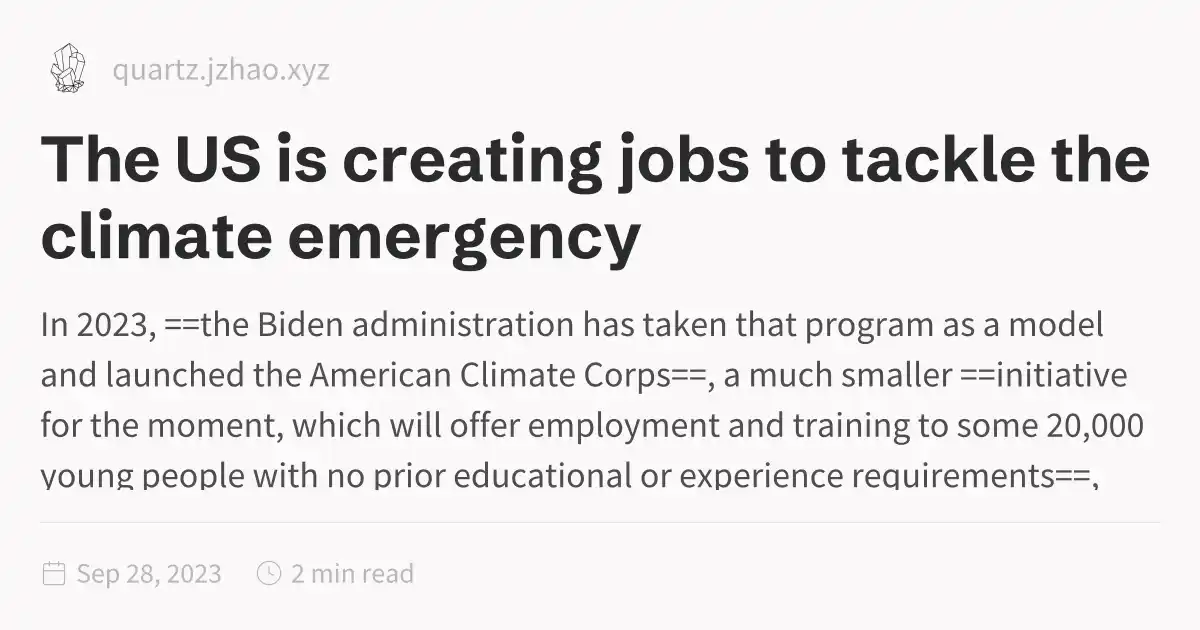 quartz.jzhao.xyz
The US is creating jobs to tackle the
climate emergency
In 2023, ==the Biden administration has taken that program as a model
and launched the American Climate Corps==, a much smaller ==initiative
for the moment, which will offer employment and training to some 20,000
young people with no prior educational or experience requirements==,
Sep 28, 2023
2 min read